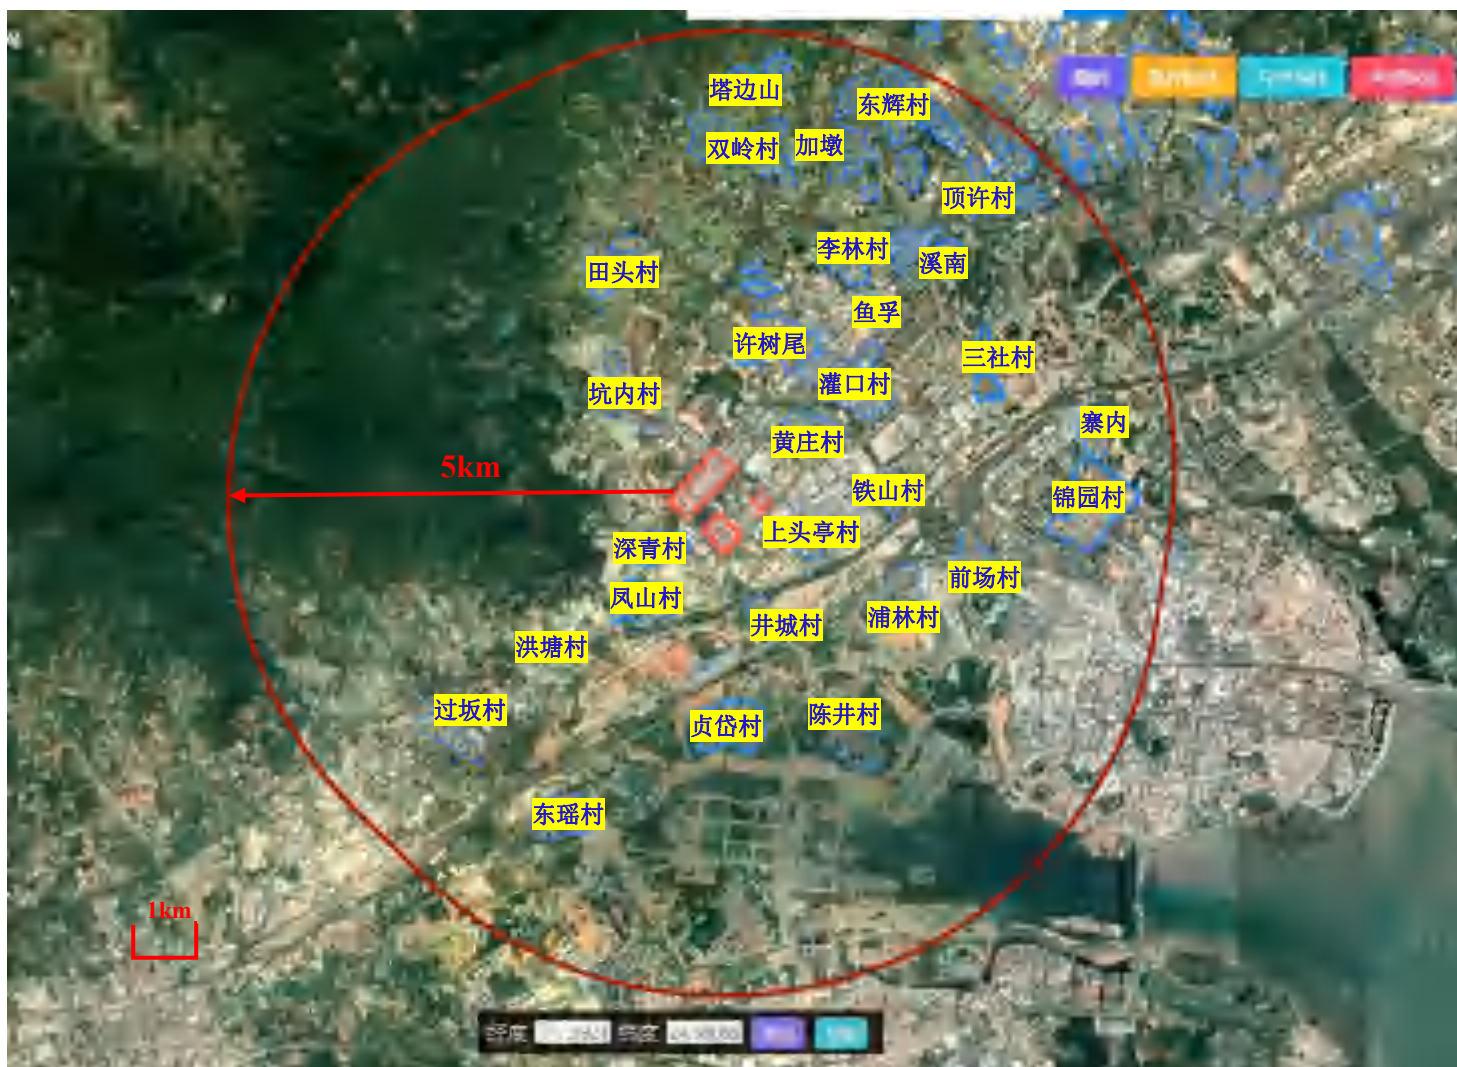 塔边山
东辉村
双岭村
加墩
顶许村
李林村
溪南
田头村
鱼孚
许树尾
三社村
灌口村
坑内村
寨内
黄庄村
5km
铁山村
锦园村
上头亭村
深青村
前场村
凤山村
浦林村
井城村
洪塘村
过坂村
贞岱村
陈井村
东瑶村
1km